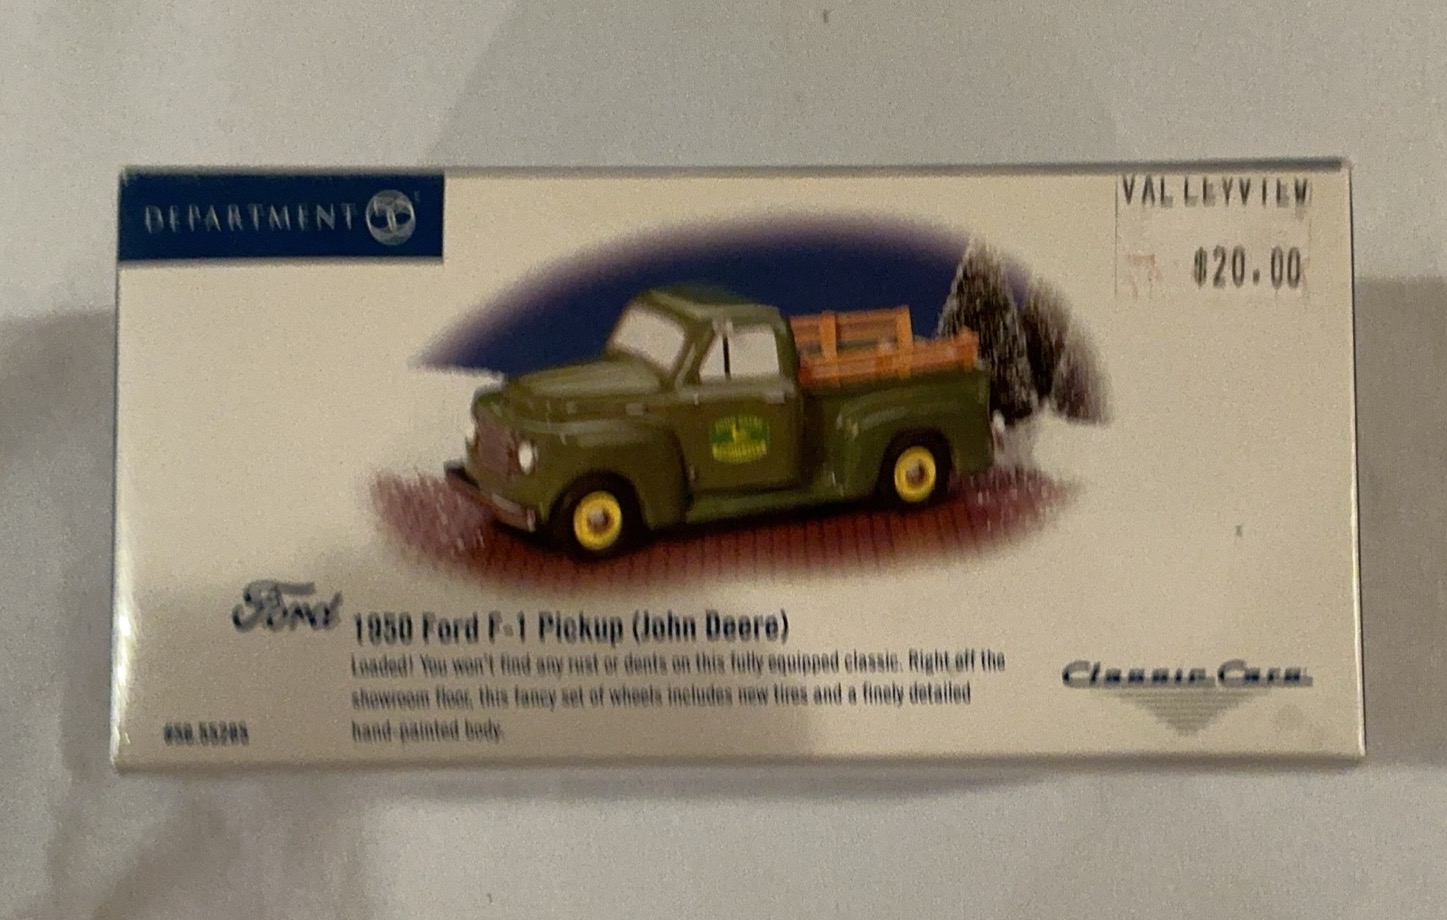 DEPARTMENT 56
VALLEYVIEW
$20.00
Ford
1950 Ford F-1 Pickup (John Deere)
Loaded! You won't find any rust or dents on this fully equipped classic. Right off the
showroom floor, this fancy set of wheels includes new tires and a finely detailed
hand-painted body.
Classic Cars